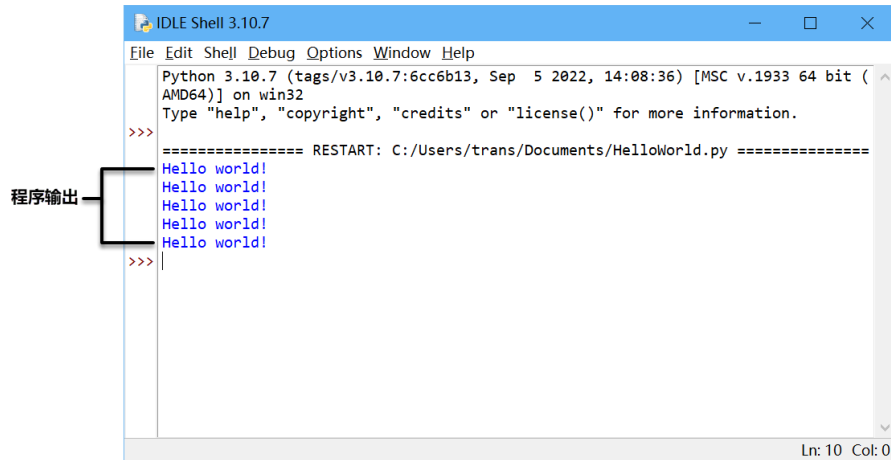 IDLE Shell 3.10.7
File Edit Shell Debug Options Window Help
Python 3.10.7 (tags/v3.10.7:6cc6b13, Sep  5 2022, 14:08:36) [MSC v.1933 64 bit (
AMD64)] on win32
Type "help", "copyright", "credits" or "license()" for more information.
>>>
================ RESTART: C:/Users/trans/Documents/HelloWorld.py ===============
Hello world!
Hello world!
程序输出
Hello world!
Hello world!
Hello world!
>>>
Ln: 10 Col: 0